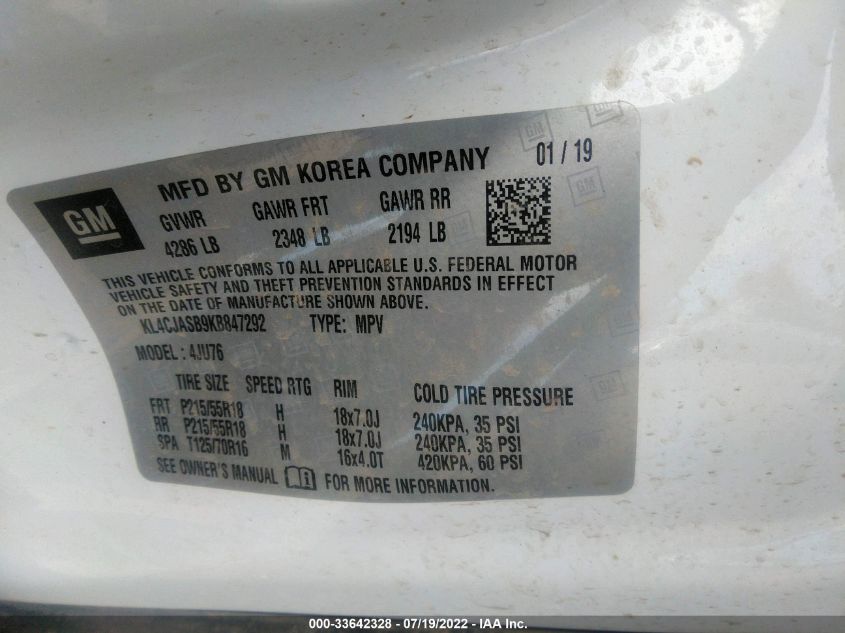 GM
MFD BY GM KOREA COMPANY 01 / 19
GVWR GAWR FRT GAWR RR
4286 LB 2348 LB 2194 LB
THIS VEHICLE CONFORMS TO ALL APPLICABLE U.S. FEDERAL MOTOR
VEHICLE SAFETY AND THEFT PREVENTION STANDARDS IN EFFECT
ON THE DATE OF MANUFACTURE SHOWN ABOVE.
KL4CJASB9KB847292 TYPE: MPV
MODEL : 4JU76
TIRE SIZE SPEED RTG RIM COLD TIRE PRESSURE
FRT P215/55R18 H 18x7.0J 240KPA, 35 PSI
RR P215/55R18 H 18x7.0J 240KPA, 35 PSI
SPA T125/70R16 M 16x4.0T 420KPA, 60 PSI
SEE OWNER'S MANUAL FOR MORE INFORMATION.
000-33642328 - 07/19/2022 - IAA Inc.